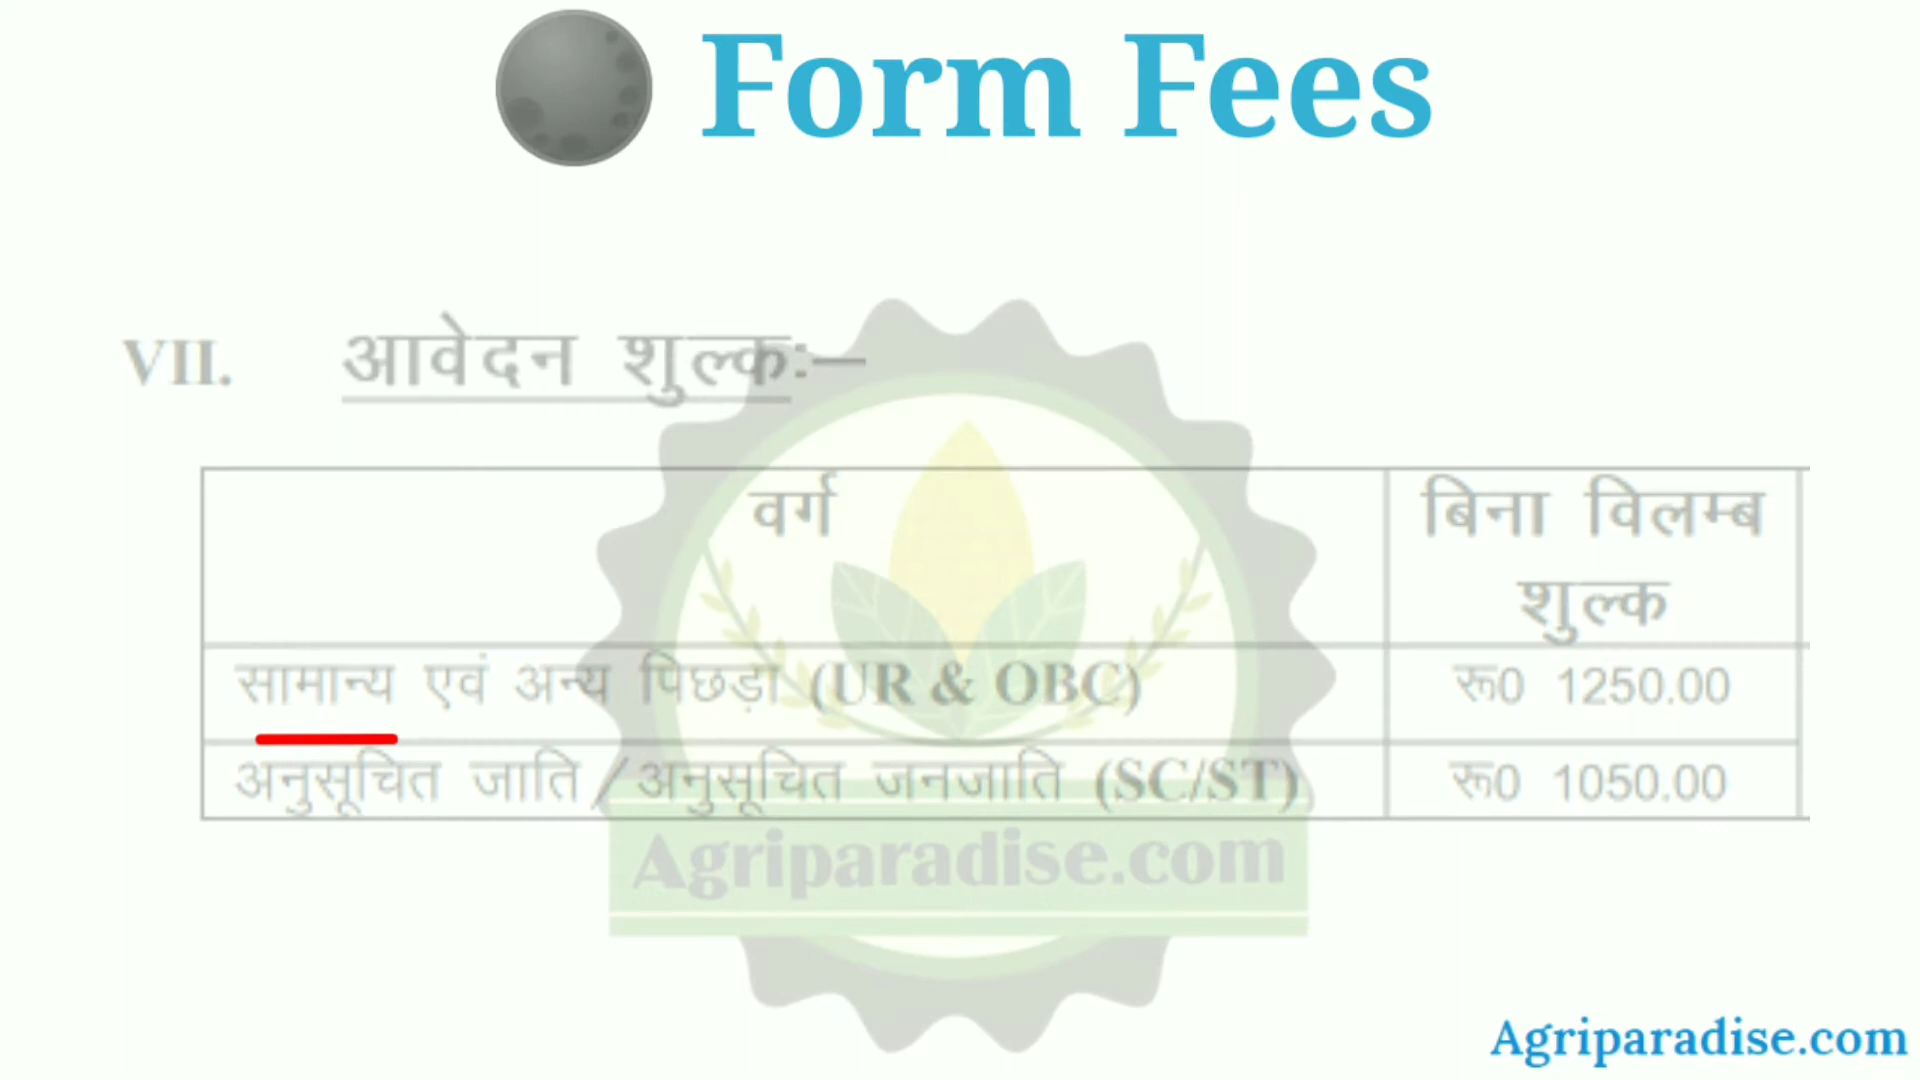 Form Fees
VII. आवेदन शुल्कः—
वर्ग
बिना विलम्ब
शुल्क
सामान्य एवं अन्य पिछड़ा (UR & OBC)
रू0 1250.00
अनुसूचित जाति/अनुसूचित जनजाति (SC/ST)
रू0 1050.00
Agriparadise.com
Agriparadise.com